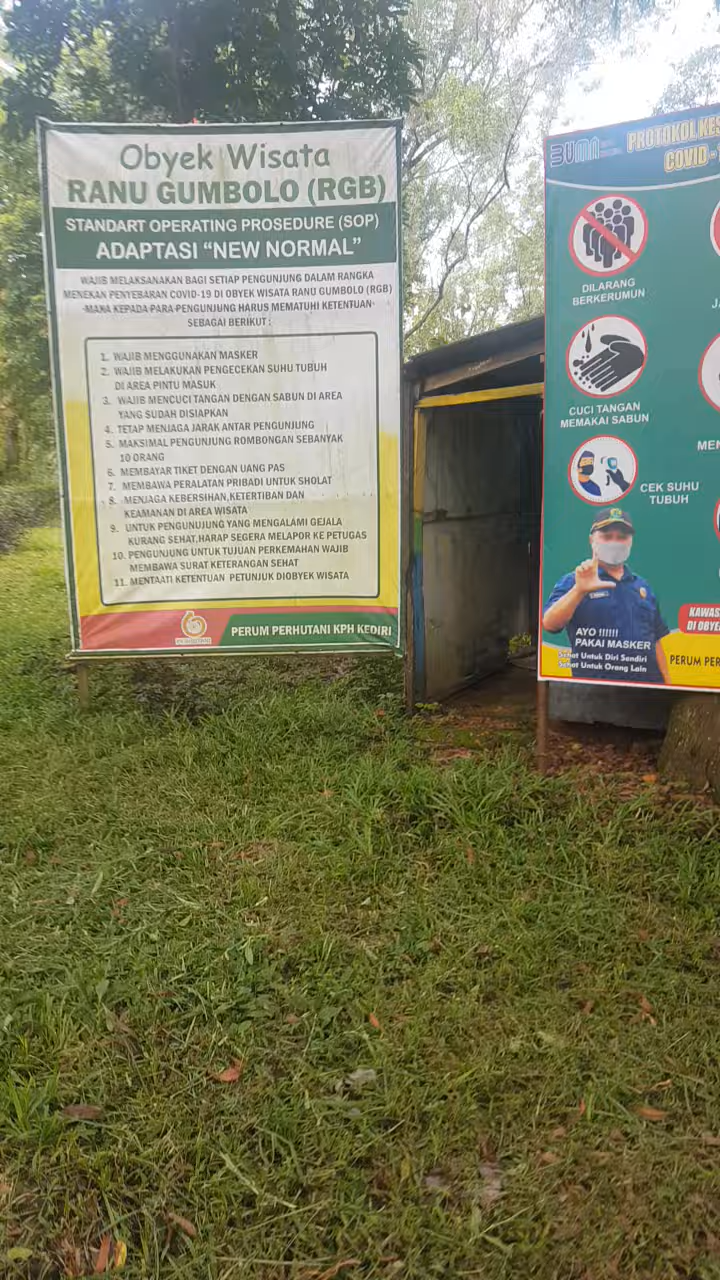 Obyek Wisata
RANU GUMBOLO (RGB)
STANDART OPERATING PROSEDURE (SOP)
ADAPTASI "NEW NORMAL"
WAJIB MELAKSANAKAN BAGI SETIAP PENGUNJUNG DALAM RANGKA
MENEKAN PENYEBARAN COVID-19 DI OBYEK WISATA RANU GUMBOLO (RGB)
MAKA KEPADA PARA PENGUNJUNG HARUS MEMATUHI KETENTUAN
SEBAGAI BERIKUT :
1. WAJIB MENGGUNAKAN MASKER
2. WAJIB MELAKUKAN PENGECEKAN SUHU TUBUH
DI AREA PINTU MASUK
3. WAJIB MENCUCI TANGAN DENGAN SABUN DI AREA
YANG SUDAH DISIAPKAN
4. TETAP MENJAGA JARAK ANTAR PENGUNJUNG
5. MAKSIMAL PENGUNJUNG ROMBONGAN SEBANYAK
10 ORANG
6. MEMBAYAR TIKET DENGAN UANG PAS
7. MEMBAWA PERALATAN PRIBADI UNTUK SHOLAT
8. MENJAGA KEBERSIHAN, KETERTIBAN DAN
KEAMANAN DI AREA WISATA
9. UNTUK PENGUNUJUNG YANG MENGALAMI GEJALA
KURANG SEHAT, HARAP SEGERA MELAPOR KE PETUGAS
10. PENGUNJUNG UNTUK TUJUAN PERKEMAHAN WAJIB
MEMBAWA SURAT KETERANGAN SEHAT
11. MENTAATI KETENTUAN PETUNJUK DIOBYEK WISATA
PERHUTANI
PERUM PERHUTANI KPH KEDIRI
BUMN
PROTOKOL KES
COVID-1
DILARANG
BERKERUMUN
CUCI TANGAN
MEMAKAI SABUN
CEK SUHU
TUBUH
AYO !!!!!!
PAKAI MASKER
Sehat Untuk Diri Sendiri
Sehat Untuk Orang Lain
KAWAS
DI OBYE
PERUM PER